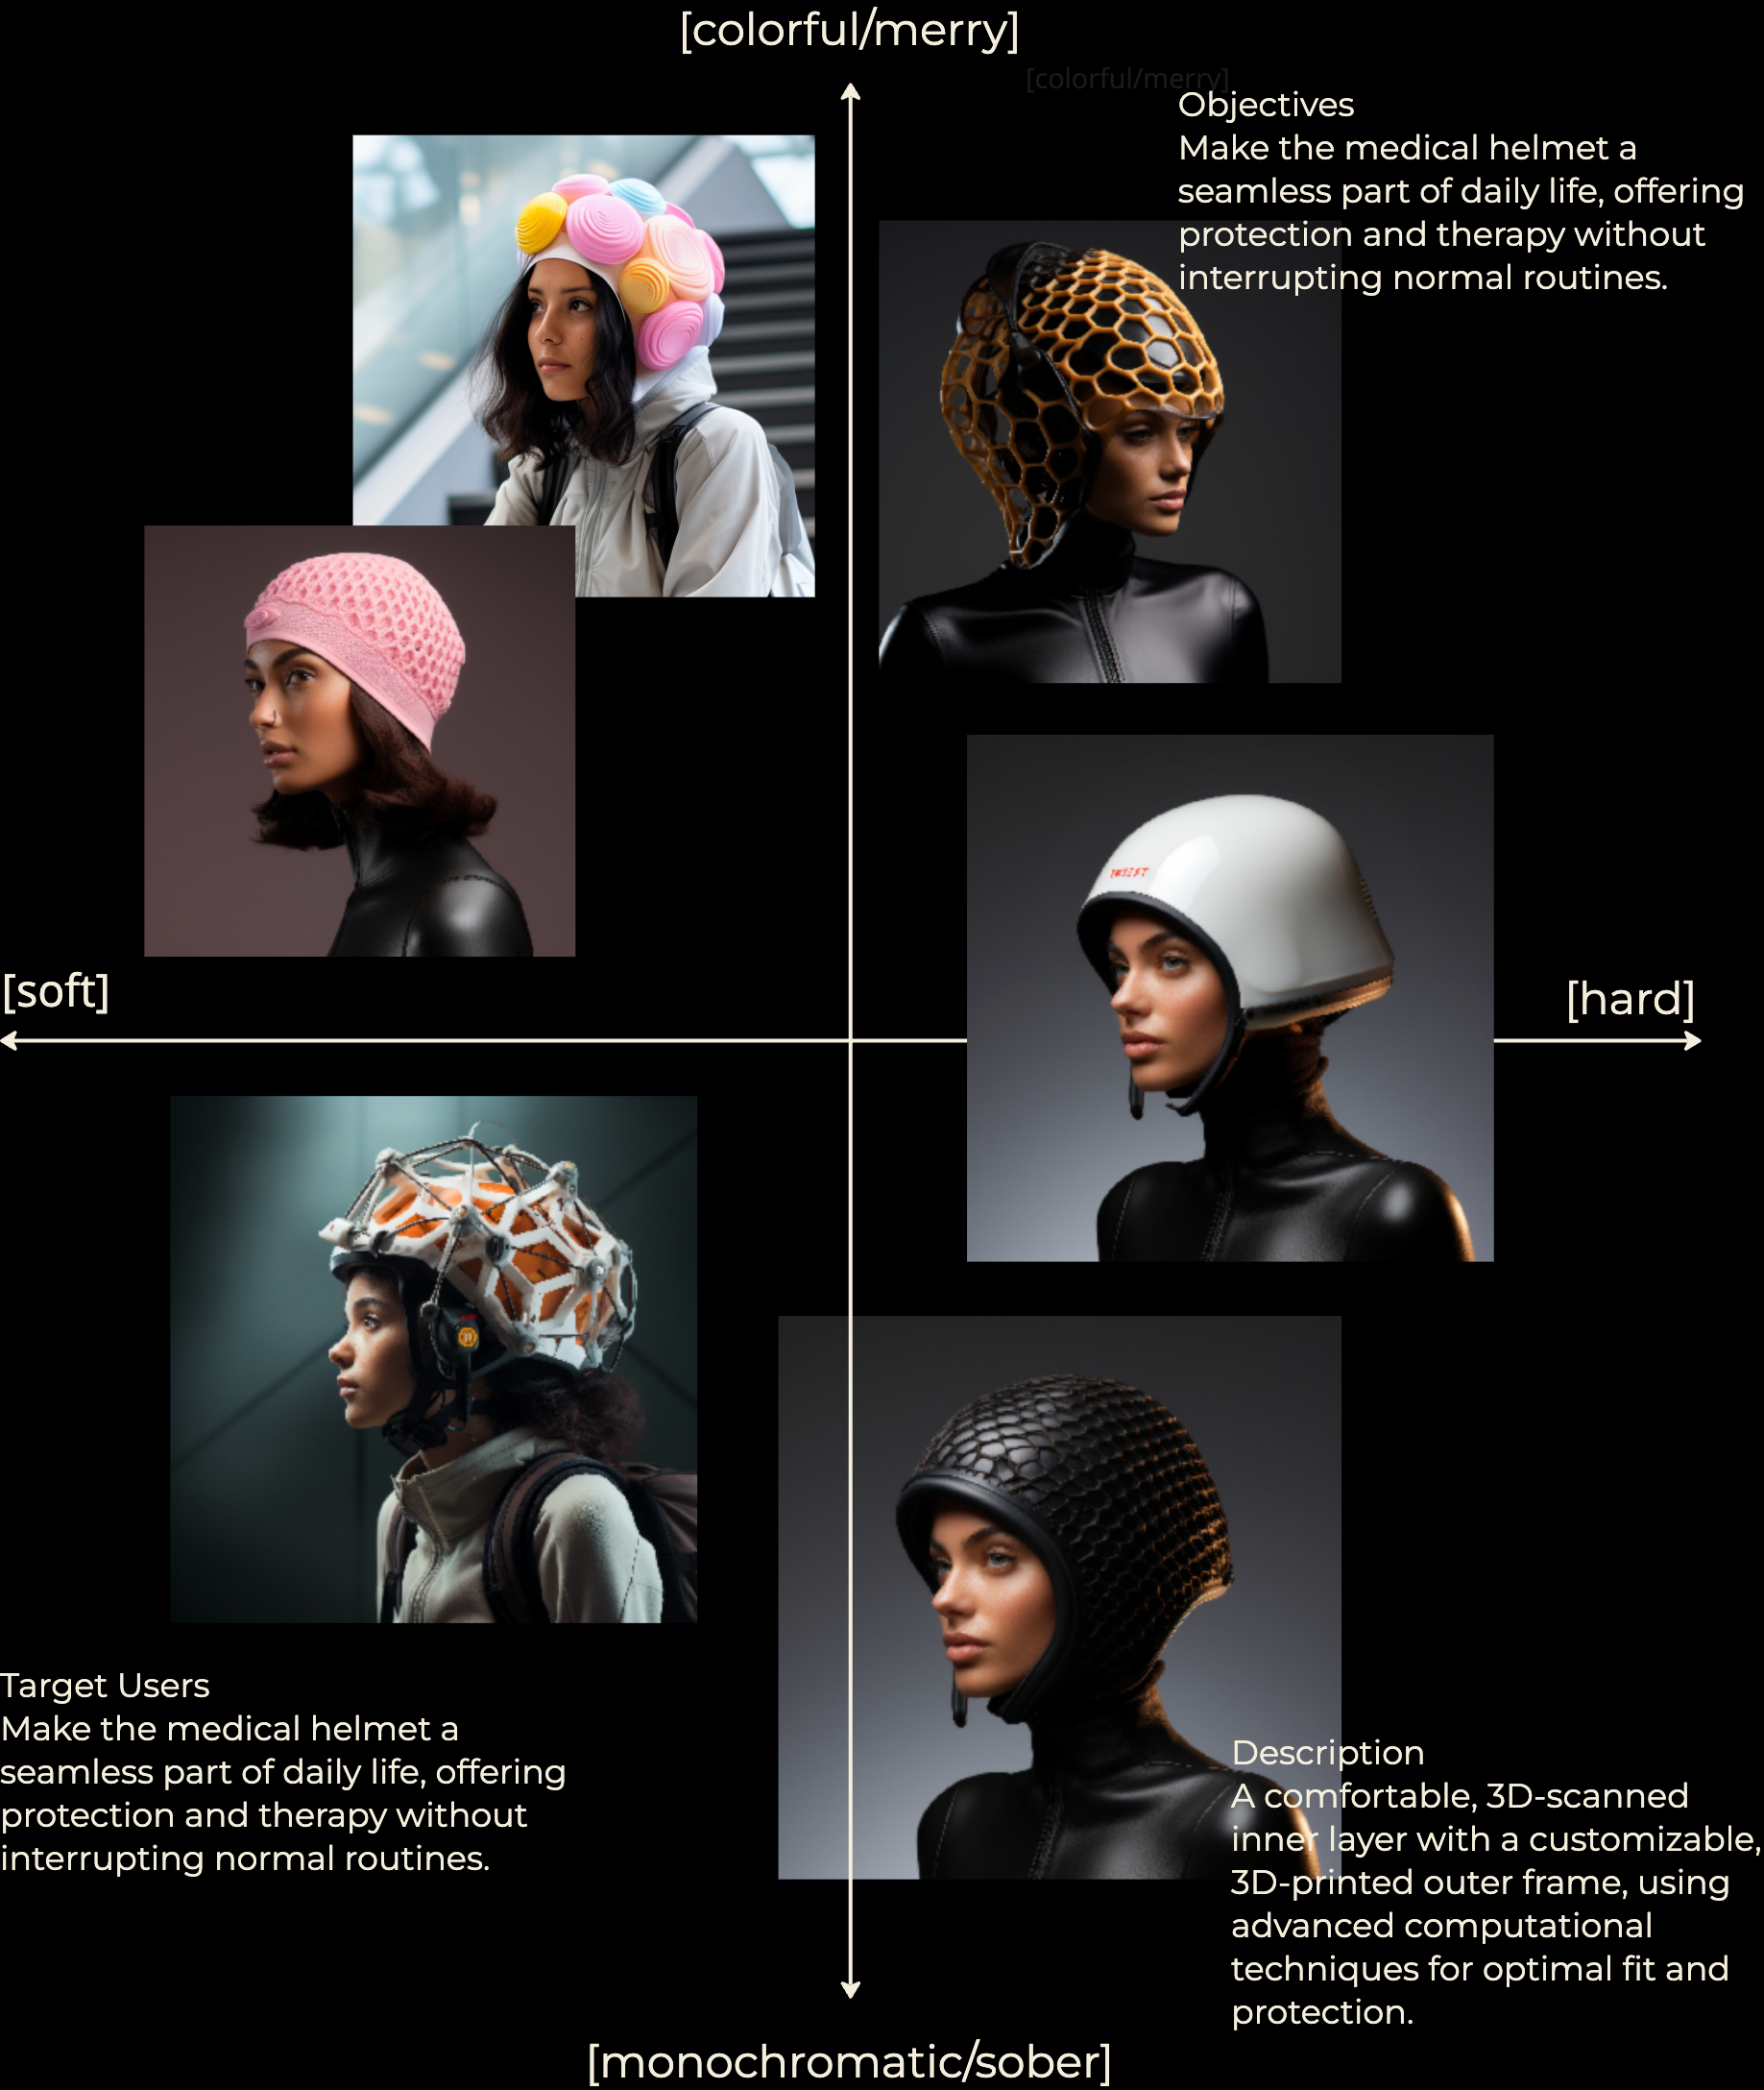 [colorful/merry]
[colorful/merry]
Objectives
Make the medical helmet a
seamless part of daily life, offering
protection and therapy without
interrupting normal routines.
[soft]
[hard]
Target Users
Make the medical helmet a
seamless part of daily life, offering
protection and therapy without
interrupting normal routines.
Description
A comfortable, 3D-scanned
inner layer with a customizable,
3D-printed outer frame, using
advanced computational
techniques for optimal fit and
protection.
[monochromatic/sober]